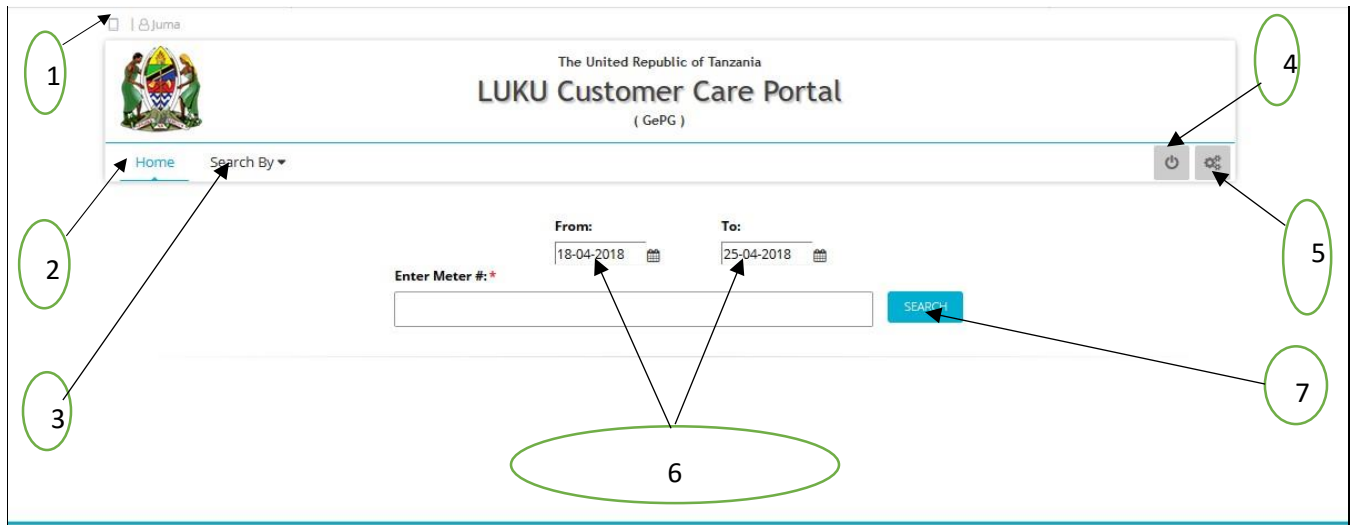 | Juma
1
The United Republic of Tanzania
LUKU Customer Care Portal
( GePG )
4
Home Search By
From: To:
18-04-2018 25-04-2018
2
5
Enter Meter #:*
SEARCH
3
7
6